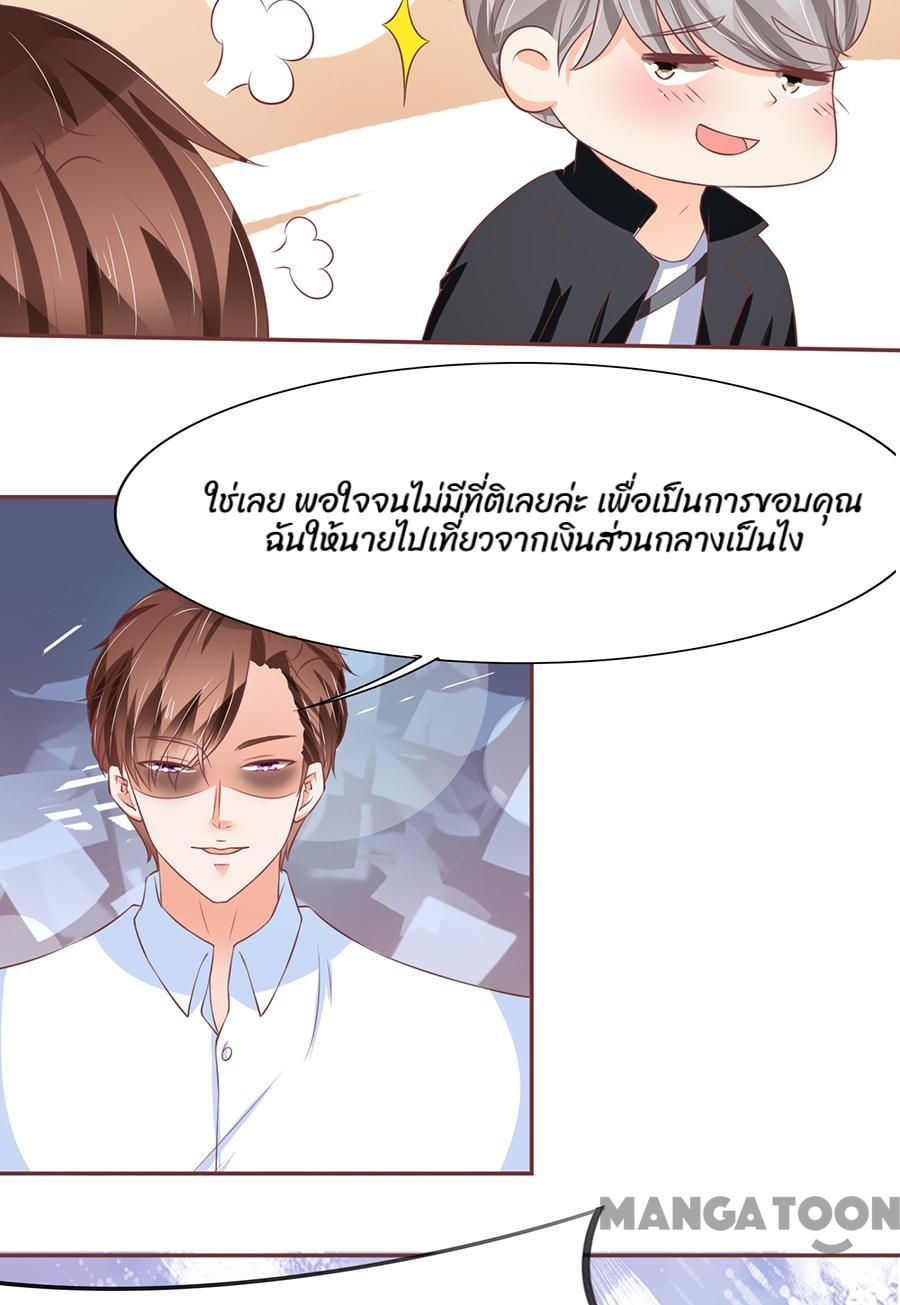 ใช่เลย พอใจจนไม่มีที่ติเลยล่ะ เพื่อเป็นการขอบคุณ
ฉันให้นายไปเที่ยวจากเงินส่วนกลางเป็นไง
MANGA TOON